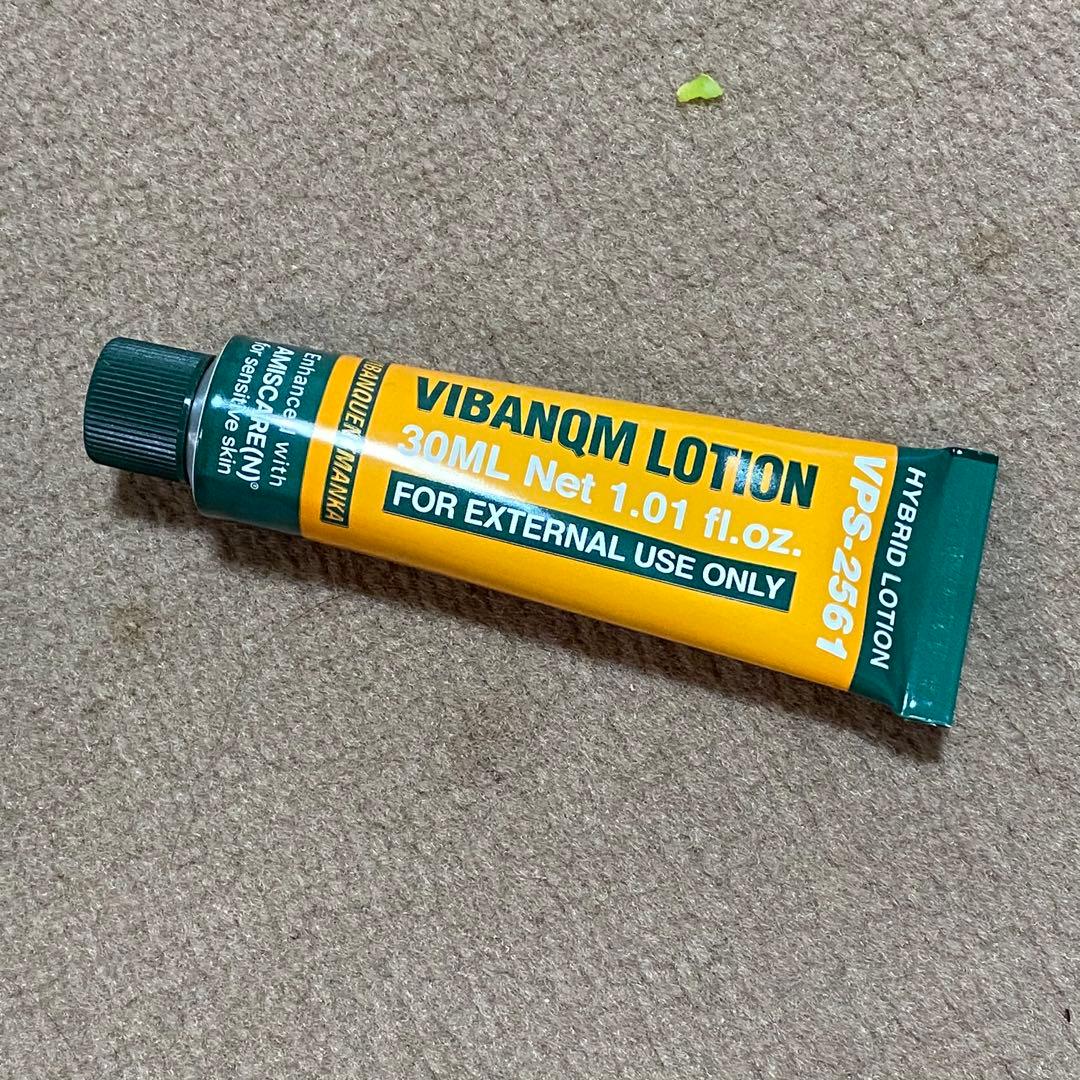 VIBANQM LOTION
30ML Net 1.01 fl.oz.
FOR EXTERNAL USE ONLY
VPS-2561
HYBRID LOTION
Enhanced with
AMISCARE(N)®
for sensitive skin